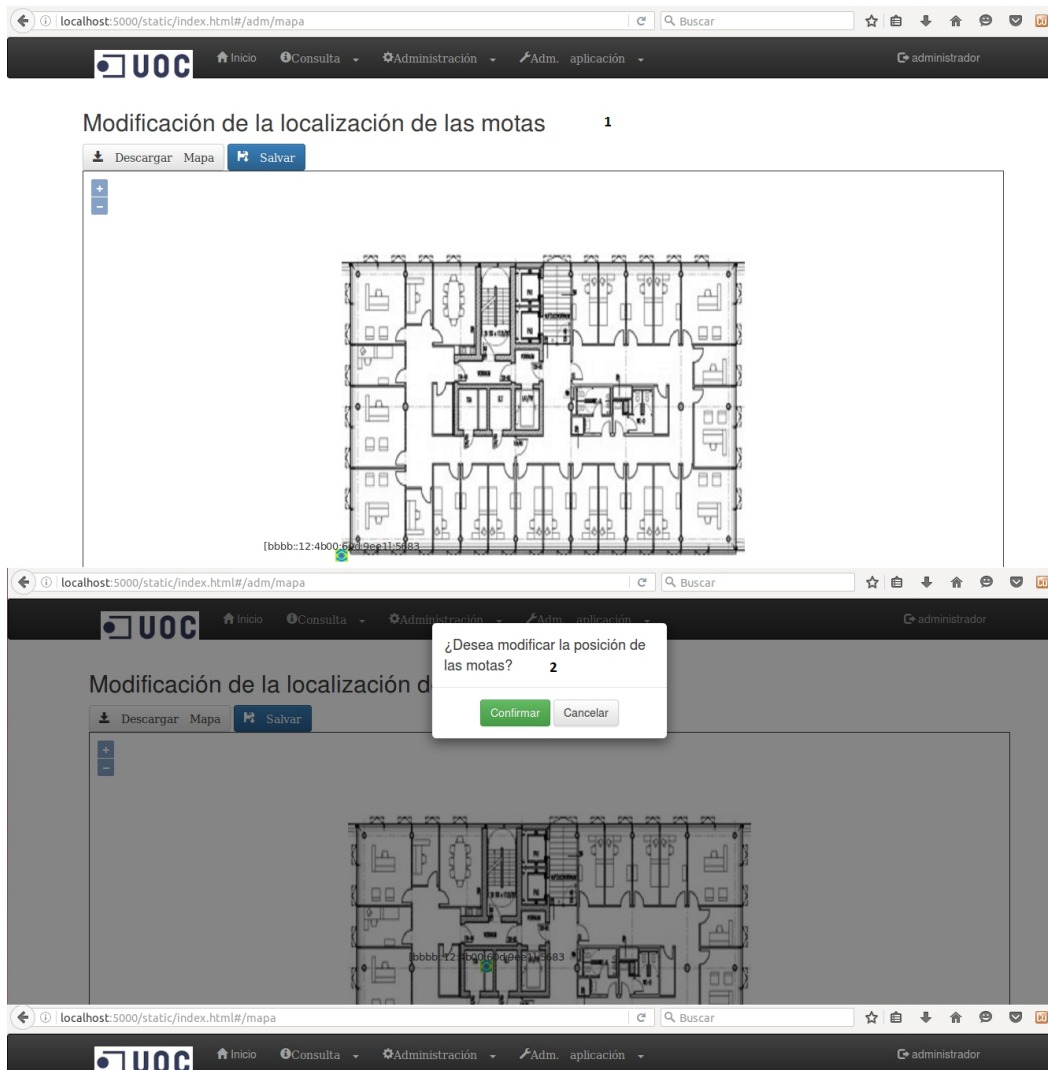 localhost:5000/static/index.html#/adm/mapa
Buscar
UOC
Inicio Consulta Administración Adm. aplicación administrador
Modificación de la localización de las motas 1
Descargar Mapa Salvar
+
−
[bbbb::12:4b00:60d:9ee1]:5683
localhost:5000/static/index.html#/adm/mapa
Buscar
UOC
Inicio Consulta Administración Adm. aplicación administrador
¿Desea modificar la posición de
las motas? 2
Confirmar Cancelar
Modificación de la localización d
Descargar Mapa Salvar
+
−
[bbbb::12:4b00:60d:9ee1]:5683
localhost:5000/static/index.html#/mapa
Buscar
UOC
Inicio Consulta Administración Adm. aplicación administrador